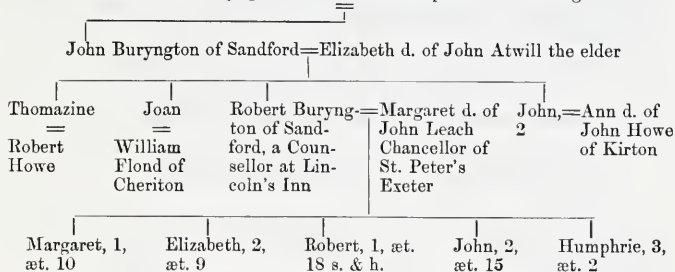 John Buryngton of Sandford=Elizabeth d. of John Atwill the elder
Thomazine
=
Robert
Howe
Joan
=
William
Flond of
Cheriton
Robert Buryng-=Margaret d. of
ton of Sand- John Leach
ford, a Coun- Chancellor of
sellor at Lin- St. Peter's
coln's Inn Exeter
John,=Ann d. of
2 John Howe
of Kirton
Margaret, 1,
æt. 10
Elizabeth, 2,
æt. 9
Robert, 1, æt.
18 s. & h.
John, 2,
æt. 15
Humphrie, 3,
æt. 2